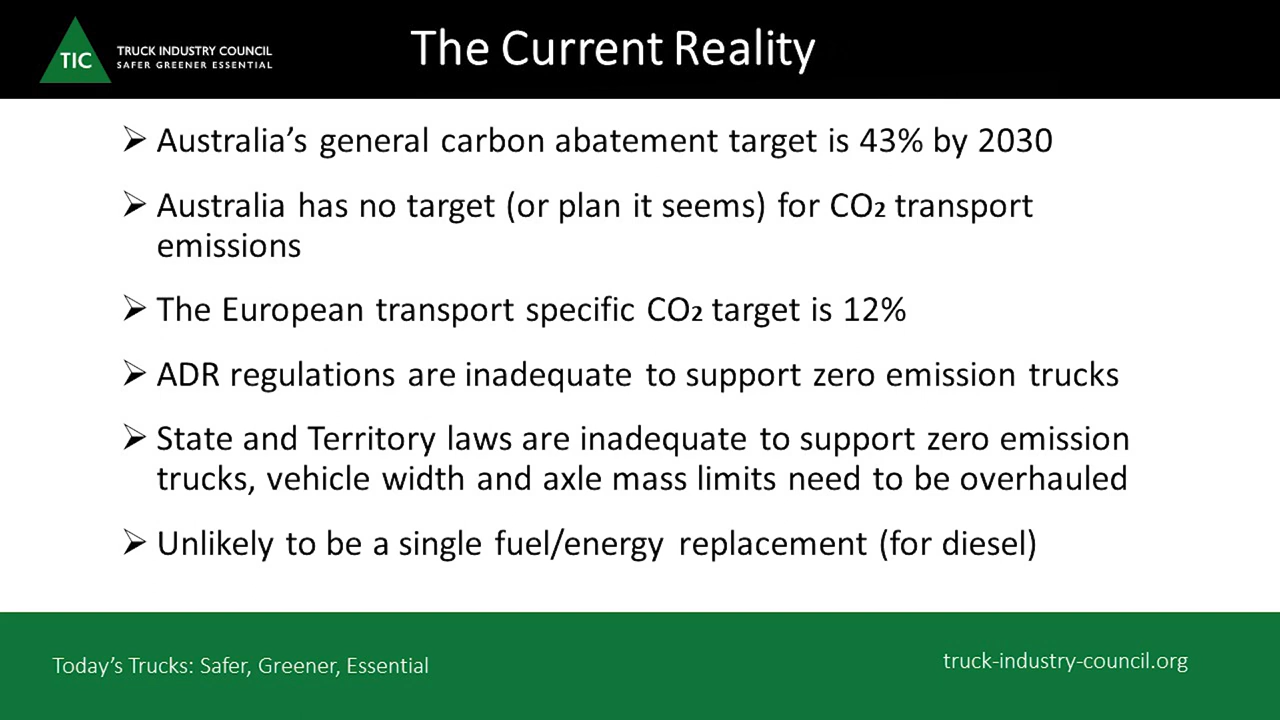 TIC
TRUCK INDUSTRY COUNCIL
SAFER GREENER ESSENTIAL
The Current Reality
➢ Australia’s general carbon abatement target is 43% by 2030
➢ Australia has no target (or plan it seems) for CO₂ transport
emissions
➢ The European transport specific CO₂ target is 12%
➢ ADR regulations are inadequate to support zero emission trucks
➢ State and Territory laws are inadequate to support zero emission
trucks, vehicle width and axle mass limits need to be overhauled
➢ Unlikely to be a single fuel/energy replacement (for diesel)
Today’s Trucks: Safer, Greener, Essential
truck-industry-council.org